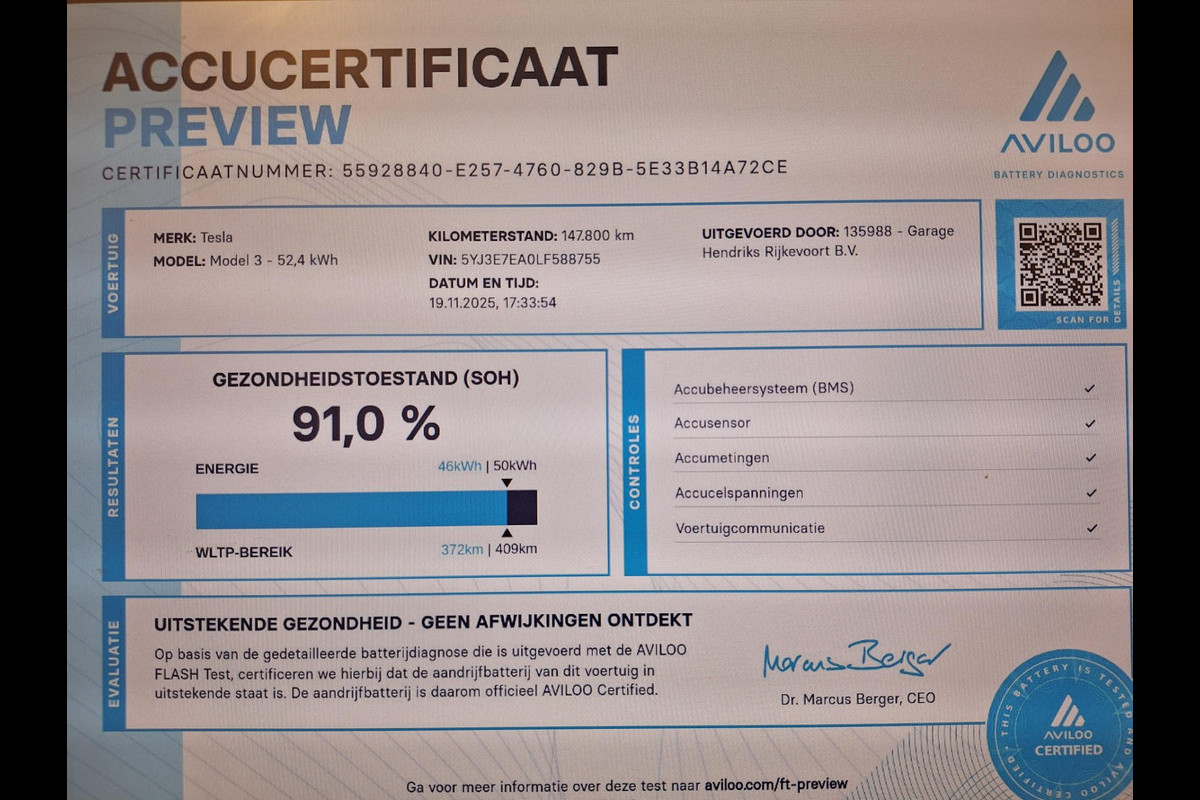 ACCUCERTIFICAAT
PREVIEW
CERTIFICAATNUMMER: 55928840-E257-4760-829B-5E33B14A72CE
AVILOO
BATTERY DIAGNOSTICS
VOERTUIG
MERK: Tesla
MODEL: Model 3 - 52,4 kWh
KILOMETERSTAND: 147.800 km
VIN: 5YJ3E7EA0LF588755
DATUM EN TIJD:
19.11.2025, 17:33:54
UITGEVOERD DOOR: 135988 - Garage
Hendriks Rijkevoort B.V.
SCAN FOR DETAILS
RESULTATEN
GEZONDHEIDSTOESTAND (SOH)
91,0 %
ENERGIE 46kWh | 50kWh
WLTP-BEREIK 372km | 409km
CONTROLES
Accubeheersysteem (BMS) ✓
Accusensor ✓
Accumetingen ✓
Accucelspanningen ✓
Voertuigcommunicatie ✓
EVALUATIE
UITSTEKENDE GEZONDHEID - GEEN AFWIJKINGEN ONTDEKT
Op basis van de gedetailleerde batterijdiagnose die is uitgevoerd met de AVILOO
FLASH Test, certificeren we hierbij dat de aandrijfbatterij van dit voertuig in
uitstekende staat is. De aandrijfbatterij is daarom officieel AVILOO Certified.
Marcus Berger
Dr. Marcus Berger, CEO
THIS BATTERY IS TESTED AND AVILOO CERTIFIED
AVILOO
CERTIFIED
Ga voor meer informatie over deze test naar aviloo.com/ft-preview